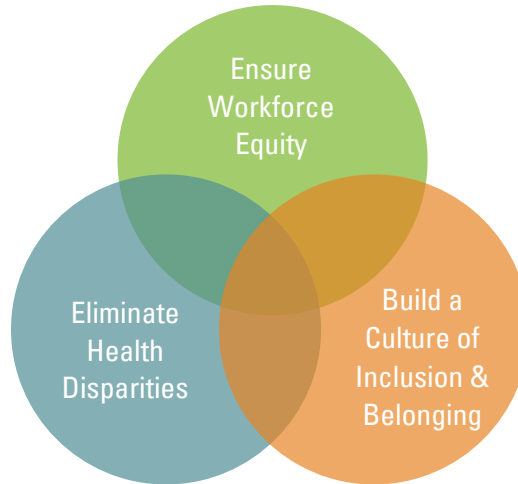 Ensure
Workforce
Equity
Eliminate
Health
Disparities
Build a
Culture of
Inclusion &
Belonging